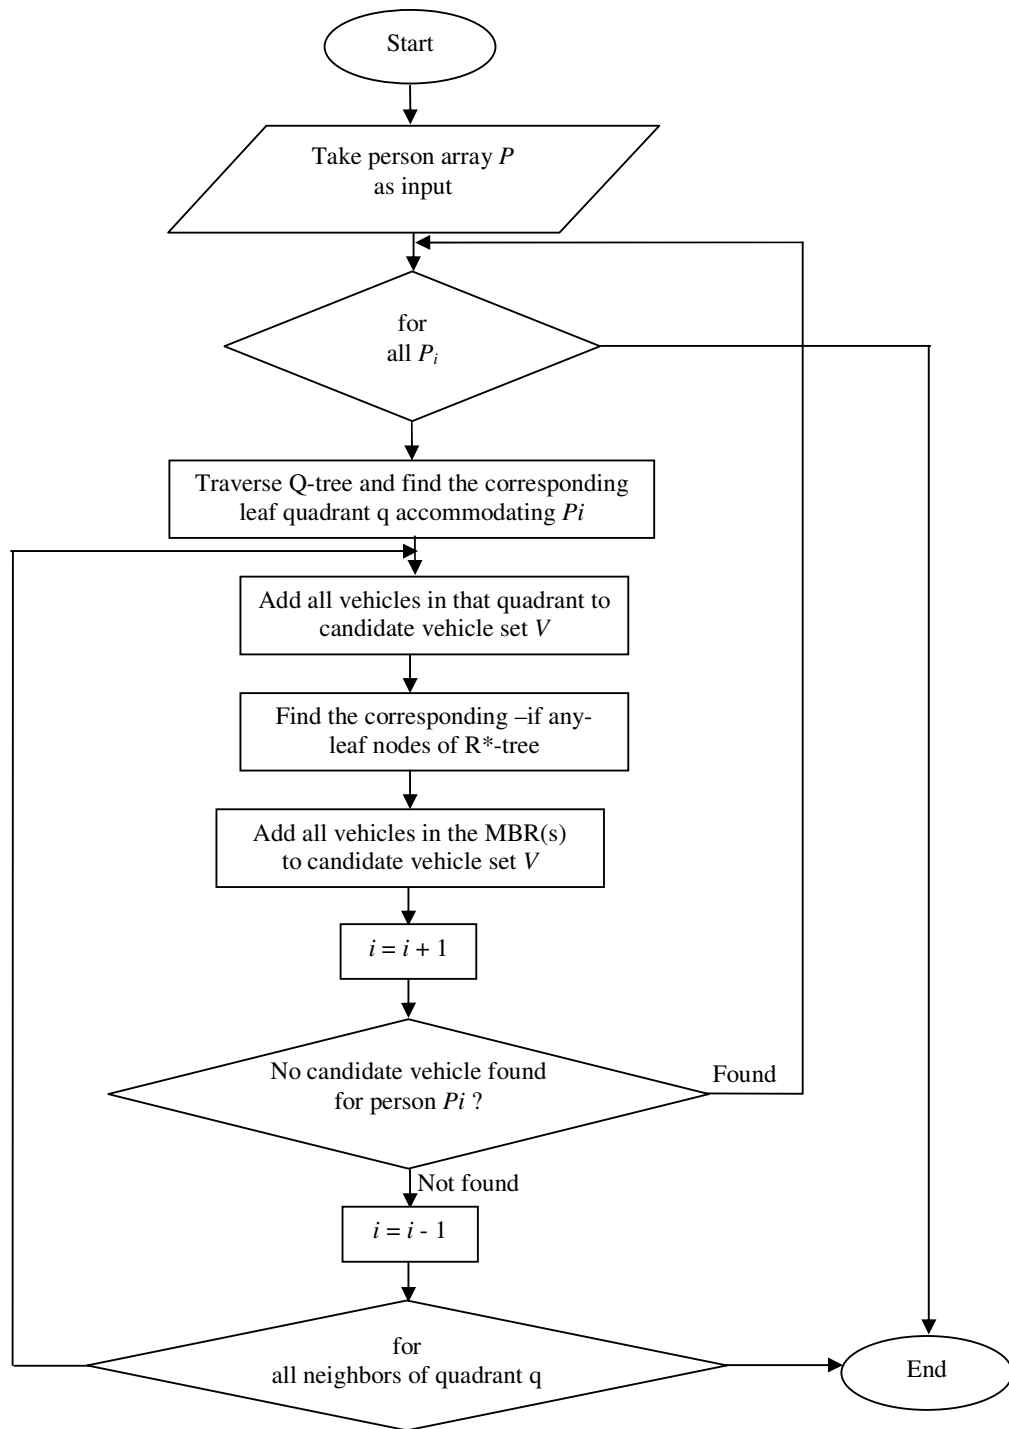 Start
Take person array P
as input
for
all Pi
Traverse Q-tree and find the corresponding
leaf quadrant q accommodating Pi
Add all vehicles in that quadrant to
candidate vehicle set V
Find the corresponding –if any-
leaf nodes of R*-tree
Add all vehicles in the MBR(s)
to candidate vehicle set V
i = i + 1
No candidate vehicle found
for person Pi ?
Found
Not found
i = i - 1
for
all neighbors of quadrant q
End